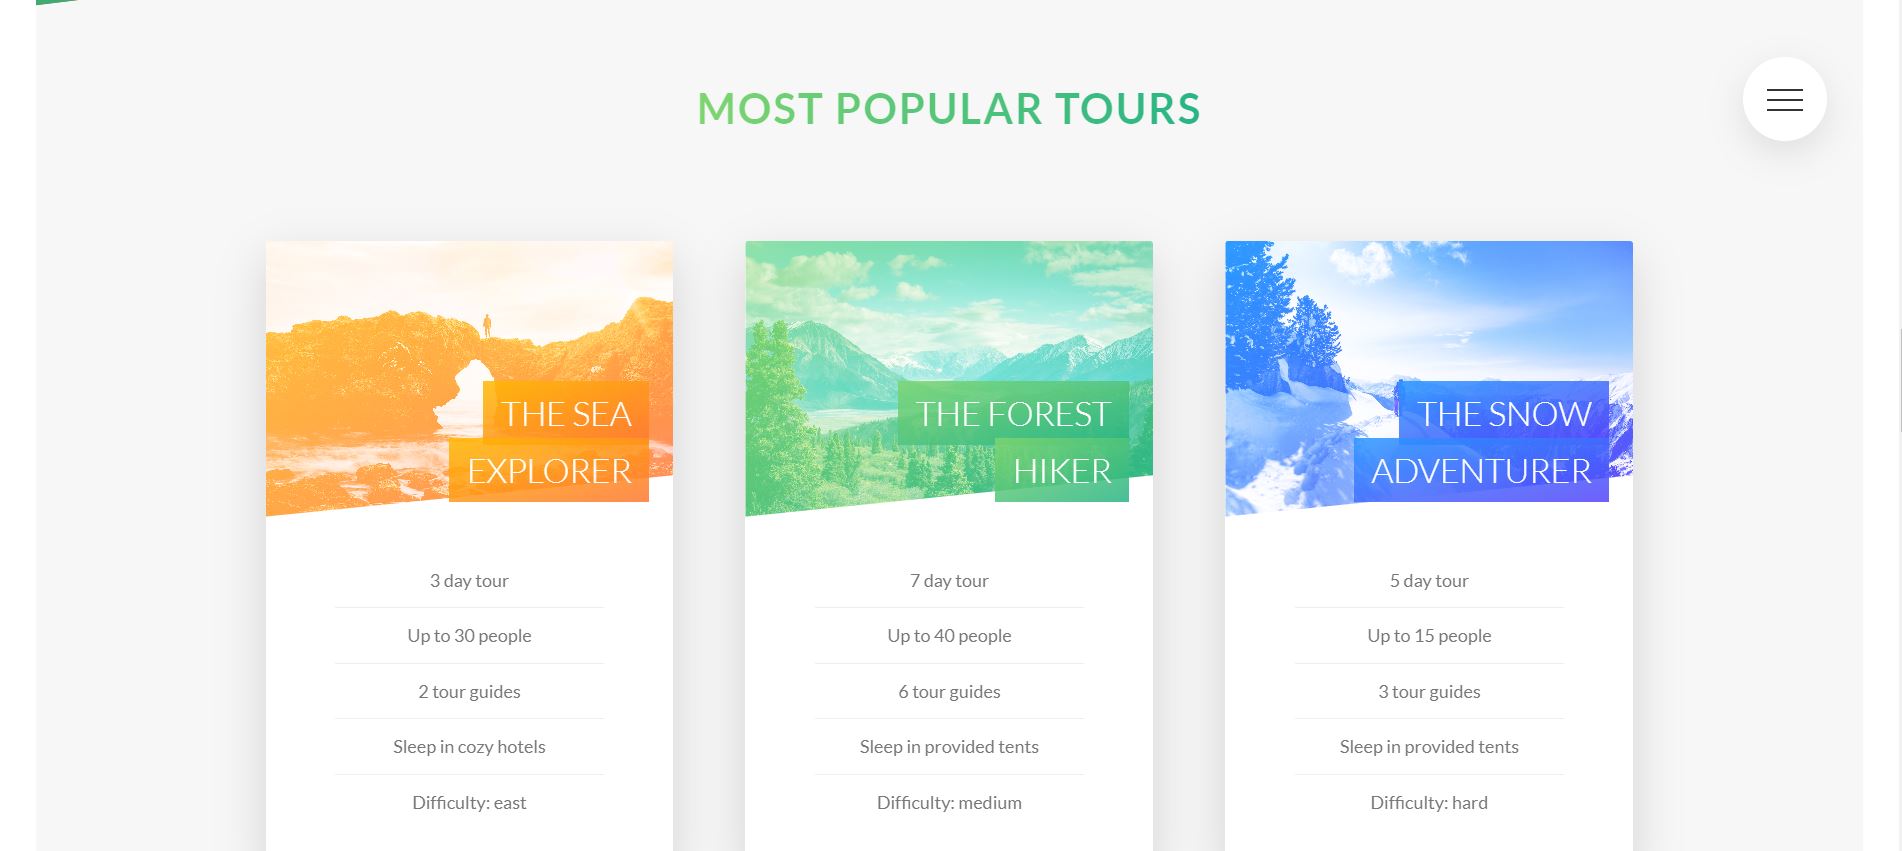 MOST POPULAR TOURS
THE SEA
EXPLORER
3 day tour
Up to 30 people
2 tour guides
Sleep in cozy hotels
Difficulty: east
THE FOREST
HIKER
7 day tour
Up to 40 people
6 tour guides
Sleep in provided tents
Difficulty: medium
THE SNOW
ADVENTURER
5 day tour
Up to 15 people
3 tour guides
Sleep in provided tents
Difficulty: hard